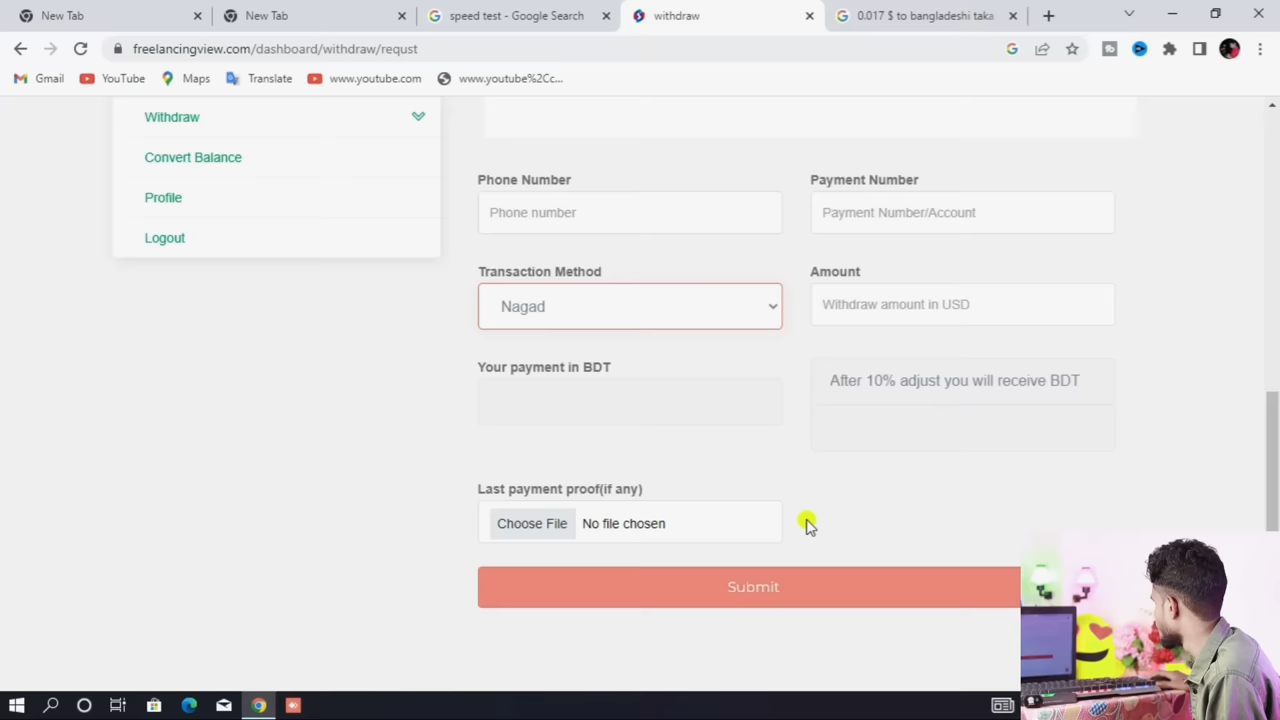 New Tab
New Tab
speed test - Google Search
withdraw
0.017 $ to bangladeshi taka
freelancingview.com/dashboard/withdraw/requst
Gmail
YouTube
Maps
Translate
www.youtube.com
www.youtube%2Cc...
Withdraw
Convert Balance
Profile
Logout
Phone Number
Payment Number
Phone number
Payment Number/Account
Transaction Method
Amount
Nagad
Withdraw amount in USD
Your payment in BDT
After 10% adjust you will receive BDT
Last payment proof(if any)
Choose File No file chosen
Submit